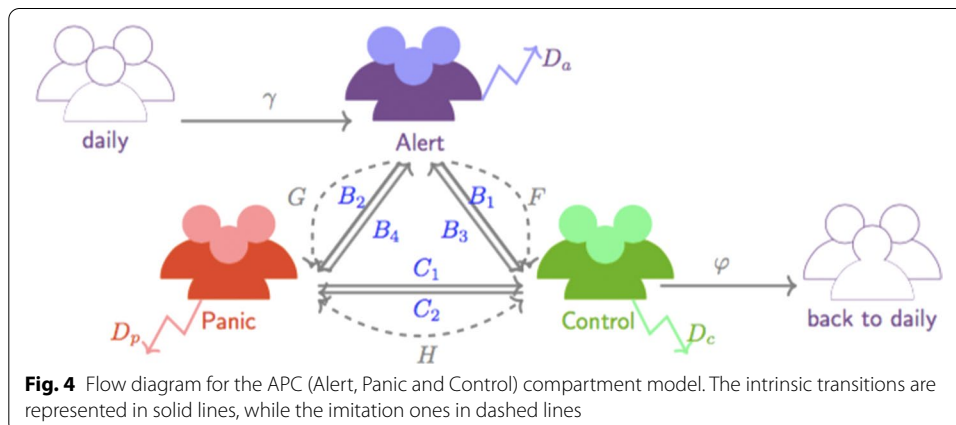 γ
D_a
daily
Alert
G
B_2
B_1
F
B_4
B_3
C_1
φ
C_2
D_p
Panic
Control
D_c
back to daily
H
Fig. 4 Flow diagram for the APC (Alert, Panic and Control) compartment model. The intrinsic transitions are
represented in solid lines, while the imitation ones in dashed lines